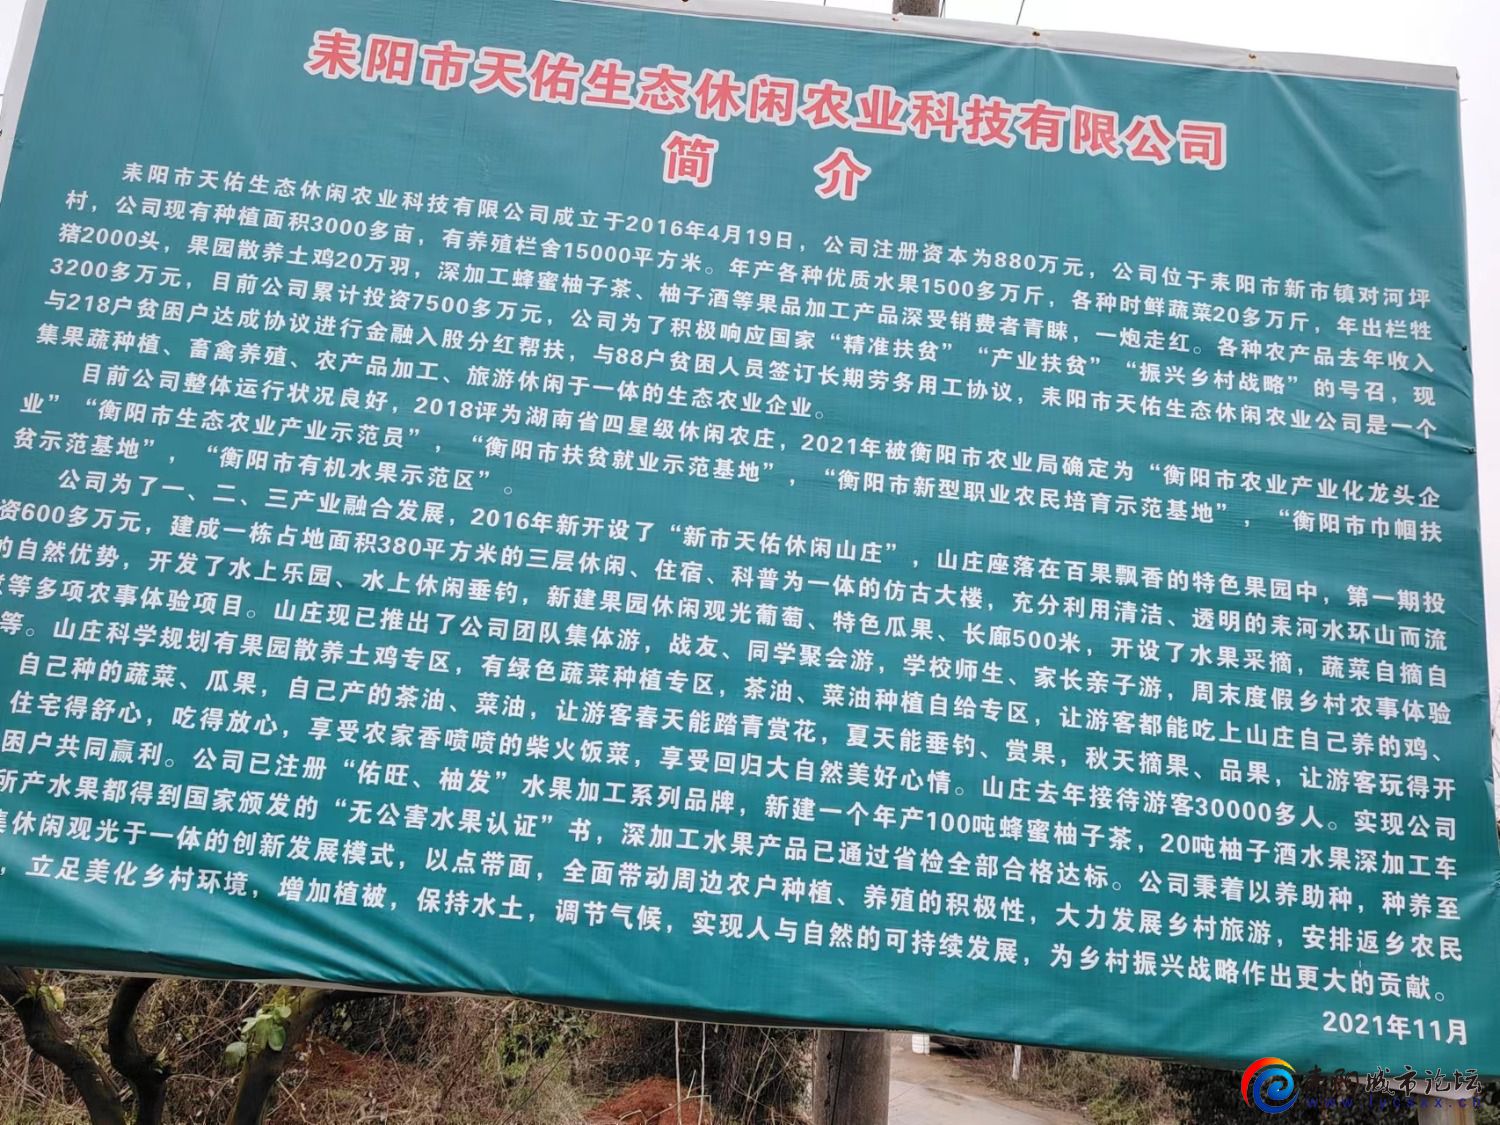 耒阳市天佑生态休闲农业科技有限公司
简 介
耒阳市天佑生态休闲农业科技有限公司成立于2016年4月19日，公司注册资本为880万元，公司位于耒阳市新市镇对河坪
村，公司现有种植面积3000多亩，有养殖栏舍15000平方米。年产各种优质水果1500多万斤，各种时鲜蔬菜20多万斤，年出栏牲
猪2000头，果园散养土鸡20万羽，深加工蜂蜜柚子茶、柚子酒等果品加工产品深受销费者青睐，一炮走红。各种农产品去年收入
3200多万元，目前公司累计投资7500多万元，公司为了积极响应国家“精准扶贫”“产业扶贫”“振兴乡村战略”的号召，现
与218户贫困户达成协议进行金融入股分红帮扶，与88户贫困人员签订长期劳务用工协议，耒阳市天佑生态休闲农业公司是一个
集果蔬种植、畜禽养殖、农产品加工、旅游休闲于一体的生态农业企业。
目前公司整体运行状况良好，2018评为湖南省四星级休闲农庄，2021年被衡阳市农业局确定为“衡阳市农业产业化龙头企
业”“衡阳市生态农业产业示范员”，“衡阳市扶贫就业示范基地”，“衡阳市新型职业农民培育示范基地”，“衡阳市巾帼扶
贫示范基地”，“衡阳市有机水果示范区”。
公司为了一、二、三产业融合发展，2016年新开设了“新市天佑休闲山庄”，山庄座落在百果飘香的特色果园中，第一期投
资600多万元，建成一栋占地面积380平方米的三层休闲、住宿、科普为一体的仿古大楼，充分利用清洁、透明的耒河水环山而流
的自然优势，开发了水上乐园、水上休闲垂钓，新建果园休闲观光葡萄、特色瓜果、长廊500米，开设了水果采摘，蔬菜自摘自
等多项农事体验项目。山庄现已推出了公司团队集体游，战友、同学聚会游，学校师生、家长亲子游，周末度假乡村农事体验
等。山庄科学规划有果园散养土鸡专区，有绿色蔬菜种植专区，茶油、菜油种植自给专区，让游客都能吃上山庄自己养的鸡、
自己种的蔬菜、瓜果，自己产的茶油、菜油，让游客春天能踏青赏花，夏天能垂钓、赏果，秋天摘果、品果，让游客玩得开
住宅得舒心，吃得放心，享受农家香喷喷的柴火饭菜，享受回归大自然美好心情。山庄去年接待游客30000多人。实现公司
困户共同赢利。公司已注册“佑旺、柚发”水果加工系列品牌，新建一个年产100吨蜂蜜柚子茶，20吨柚子酒水果深加工车
所产水果都得到国家颁发的“无公害水果认证”书，深加工水果产品已通过省检全部合格达标。公司秉着以养助种，种养至
集休闲观光于一体的创新发展模式，以点带面，全面带动周边农户种植、养殖的积极性，大力发展乡村旅游，安排返乡农民
，立足美化乡村环境，增加植被，保持水土，调节气候，实现人与自然的可持续发展，为乡村振兴战略作出更大的贡献。
2021年11月
耒阳城市论坛